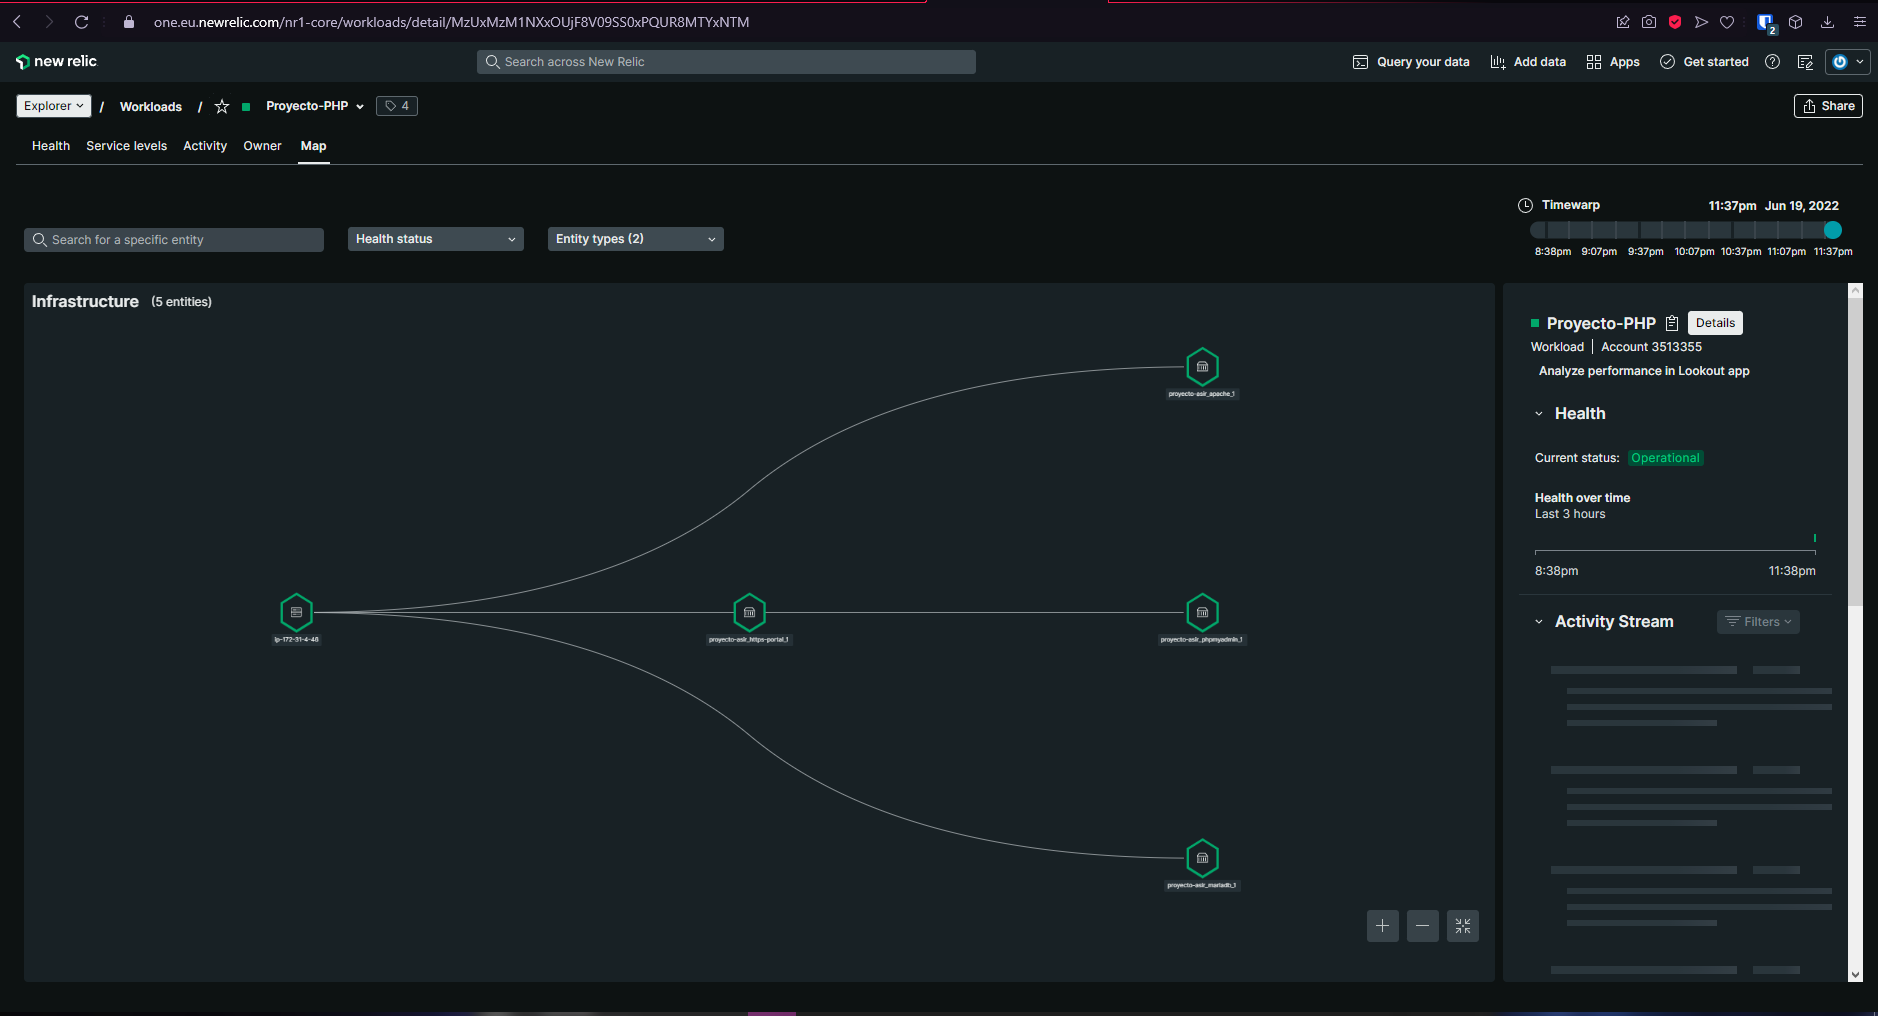 one.eu.newrelic.com/nr1-core/workloads/detail/MzUxMzM1NXxOUjF8V09SS0xPQUR8MTYxNTM
2
new relic
Search across New Relic
Query your data
Add data
Apps
Get started
Explorer / Workloads / Proyecto-PHP 4
Share
Health Service levels Activity Owner Map
Timewarp 11:37pm Jun 19, 2022
Search for a specific entity
Health status
Entity types (2)
8:38pm 9:07pm 9:37pm 10:07pm 10:37pm 11:07pm 11:37pm
Infrastructure (5 entities)
proyecto-asir_apache_1
ip-172-31-4-48
proyecto-asir_https-portal_1
proyecto-asir_phpmyadmin_1
proyecto-asir_mariadb_1
Proyecto-PHP
Details
Workload | Account 3513355
Analyze performance in Lookout app
Health
Current status: Operational
Health over time
Last 3 hours
8:38pm 11:38pm
Activity Stream
Filters